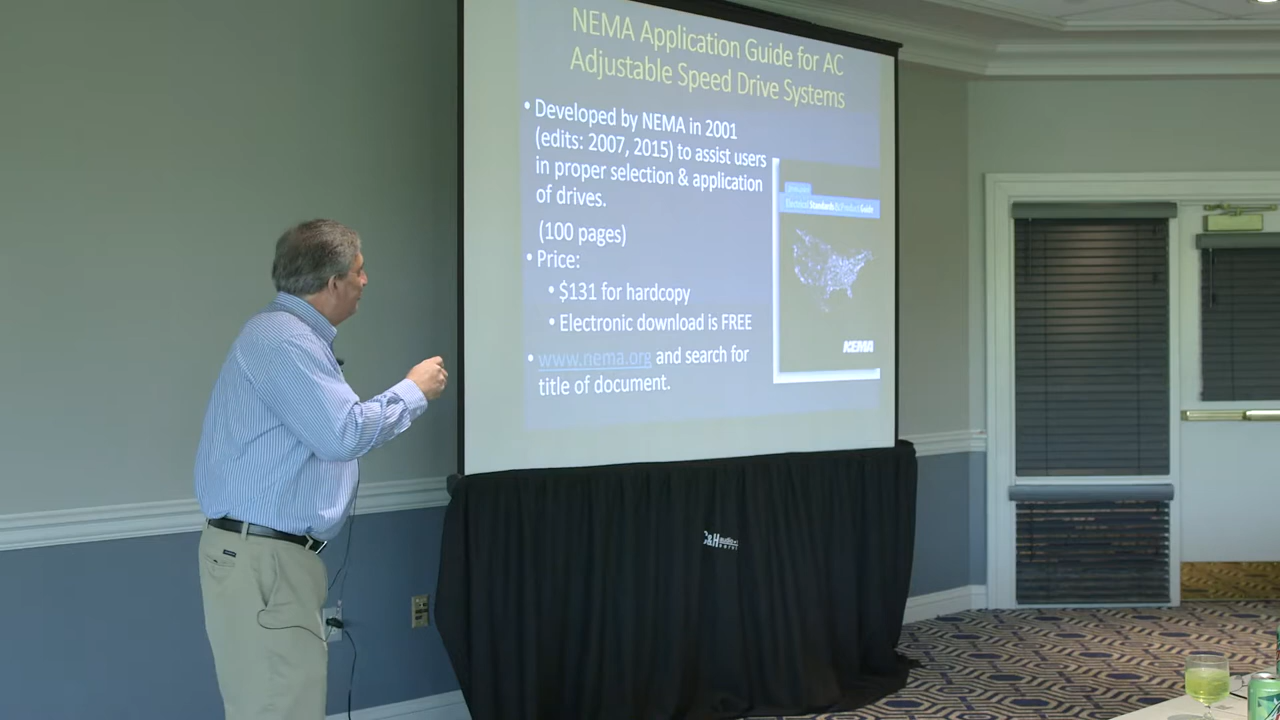 NEMA Application Guide for AC
Adjustable Speed Drive Systems
• Developed by NEMA in 2001
(edits: 2007, 2015) to assist users
in proper selection & application
of drives.
(100 pages)
• Price:
• $131 for hardcopy
• Electronic download is FREE
• www.nema.org and search for
title of document.
Electrical Standards & Product Guide
NEMA